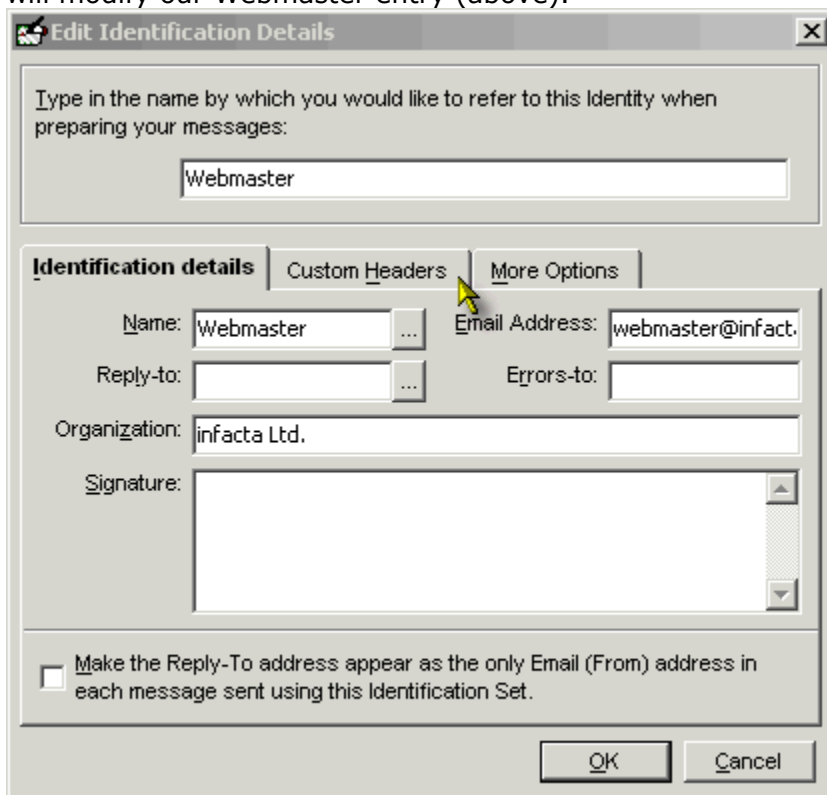 will modify our Webmaster entry (above).
Edit Identification Details
Type in the name by which you would like to refer to this Identity when
preparing your messages:
Webmaster
Identification details Custom Headers More Options
Name: Webmaster ... Email Address: webmaster@infact.
Reply-to: ... Errors-to:
Organization: infacta Ltd.
Signature:
Make the Reply-To address appear as the only Email (From) address in
each message sent using this Identification Set.
OK Cancel